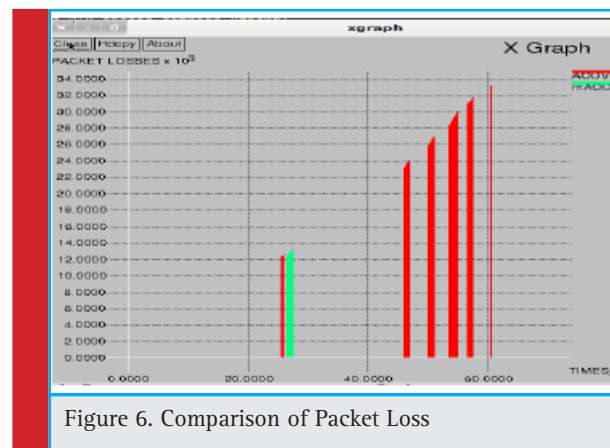 xgraph
Close Hdcpy About
X Graph
PACKET LOSSES x 10³
AODV
mAOD
34.0000
32.0000
30.0000
28.0000
26.0000
24.0000
22.0000
20.0000
18.0000
16.0000
14.0000
12.0000
10.0000
8.0000
6.0000
4.0000
2.0000
0.0000
TIMES
0.0000 20.0000 40.0000 60.0000
Figure 6. Comparison of Packet Loss